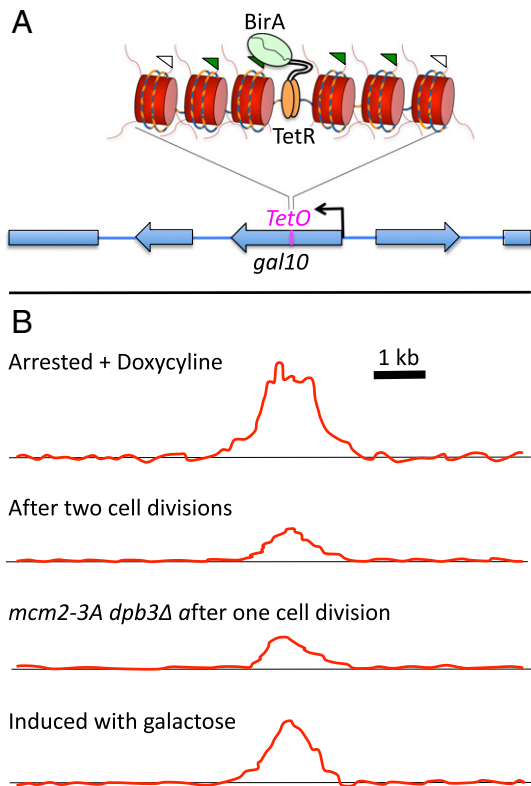 A
BirA
TetR
TetO
gal10
B
Arrested + Doxycyline
1 kb
After two cell divisions
mcm2-3A dpb3Δ after one cell division
Induced with galactose